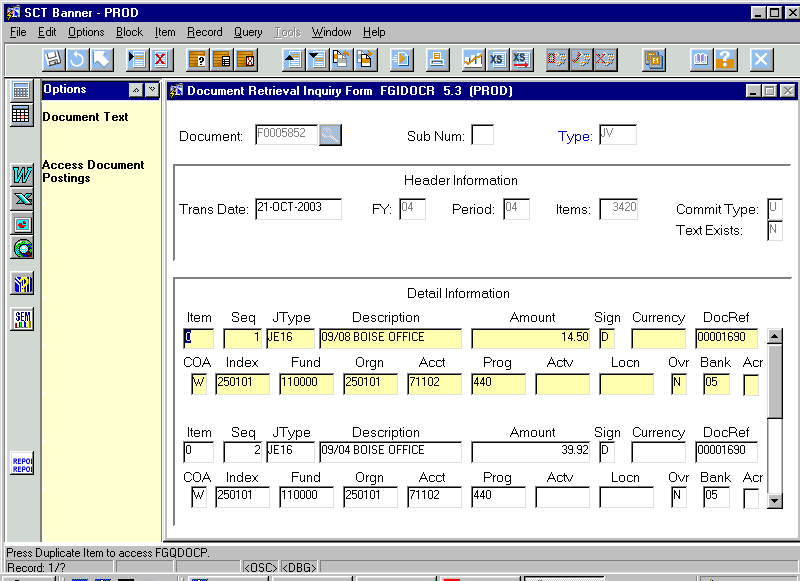 SCT Banner - PROD
File Edit Options Block Item Record Query Tools Window Help
Options
Document Text
Access Document
Postings
Document Retrieval Inquiry Form FGIDOCR 5.3 (PROD)
Document: F0005852 Sub Num: Type: JV
Header Information
Trans Date: 21-OCT-2003 FY: 04 Period: 04 Items: 3420 Commit Type: U
Text Exists: N
Detail Information
Item Seq JType Description Amount Sign Currency DocRef
0 1 JE16 09/08 BOISE OFFICE 14.50 D 00001690
COA Index Fund Orgn Acct Prog Actv Locn Ovr Bank Acr
W 250101 110000 250101 71102 440 N 05
Item Seq JType Description Amount Sign Currency DocRef
0 2 JE16 09/04 BOISE OFFICE 39.92 D 00001690
COA Index Fund Orgn Acct Prog Actv Locn Ovr Bank Acr
W 250101 110000 250101 71102 440 N 05
XS XS
SEM
REPO
REPO
Press Duplicate Item to access FGQDOCP.
Record: 1/? <OSC> <DBG>